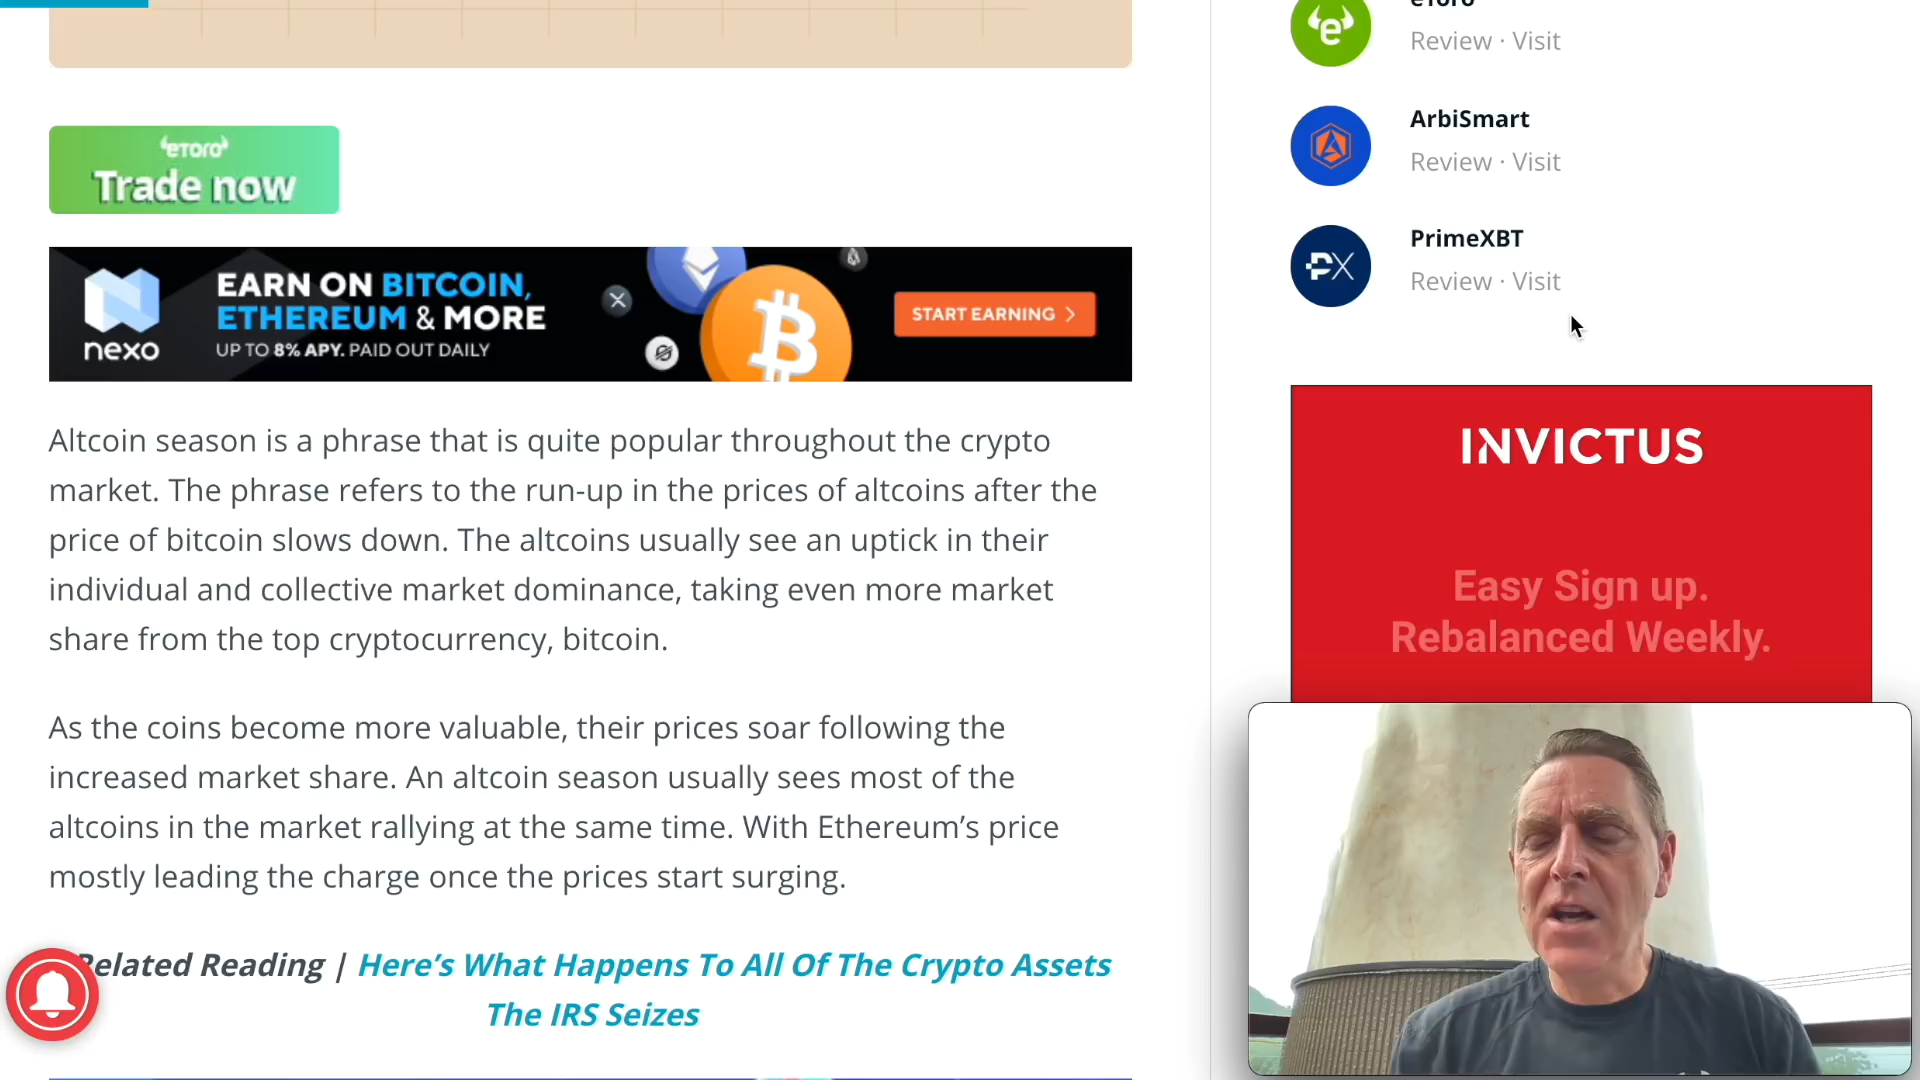 eToro
Review · Visit
ArbiSmart
Review · Visit
PrimeXBT
Review · Visit
eToro
Trade now
nexo
EARN ON BITCOIN,
ETHEREUM & MORE
UP TO 8% APY. PAID OUT DAILY
START EARNING
Altcoin season is a phrase that is quite popular throughout the crypto
market. The phrase refers to the run-up in the prices of altcoins after the
price of bitcoin slows down. The altcoins usually see an uptick in their
individual and collective market dominance, taking even more market
share from the top cryptocurrency, bitcoin.
As the coins become more valuable, their prices soar following the
increased market share. An altcoin season usually sees most of the
altcoins in the market rallying at the same time. With Ethereum’s price
mostly leading the charge once the prices start surging.
Related Reading | Here’s What Happens To All Of The Crypto Assets
The IRS Seizes
INVICTUS
Easy Sign up.
Rebalanced Weekly.